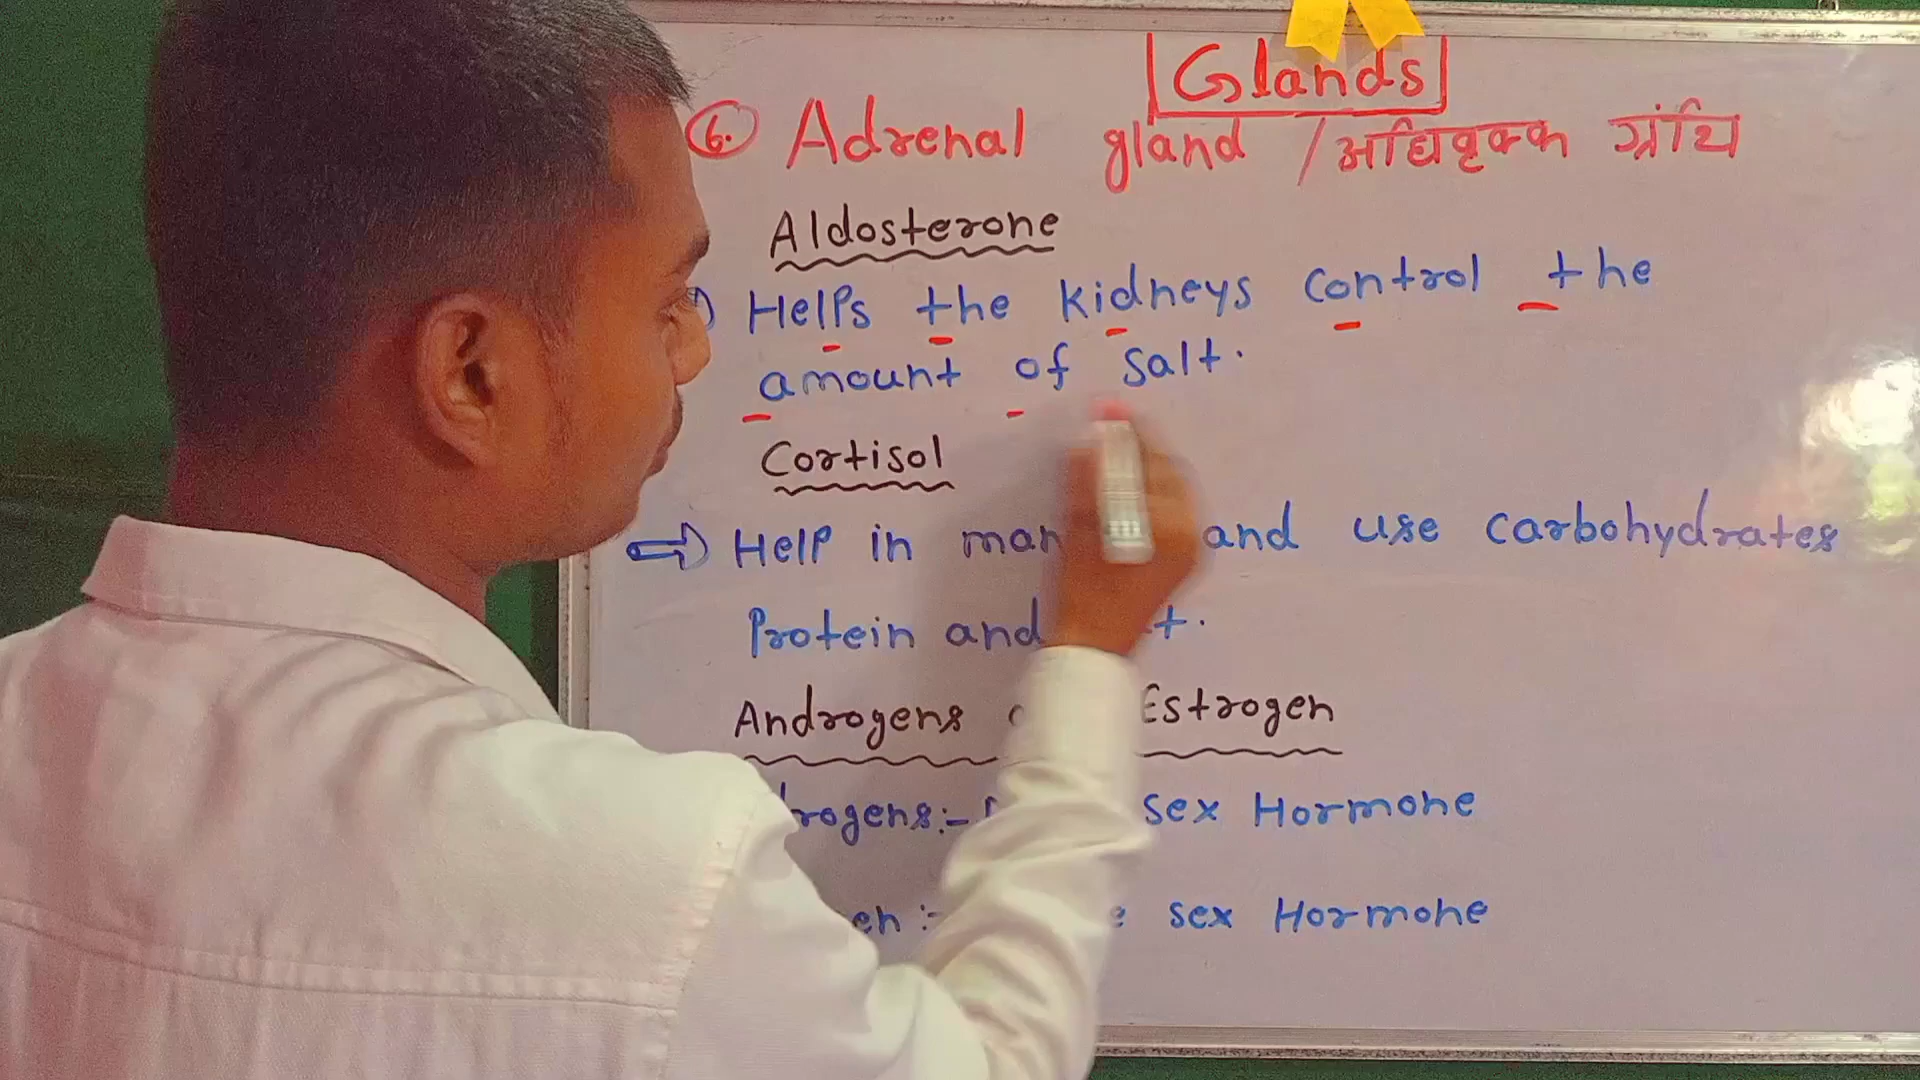 Glands
6. Adrenal gland / अधिवृक्क ग्रंथि
Aldosterone
Helps the kidneys control the
amount of salt.
Cortisol
⇨ Help in and use carbohydrates
Protein and
Androgens Estrogen
sex Hormone
sex Hormone